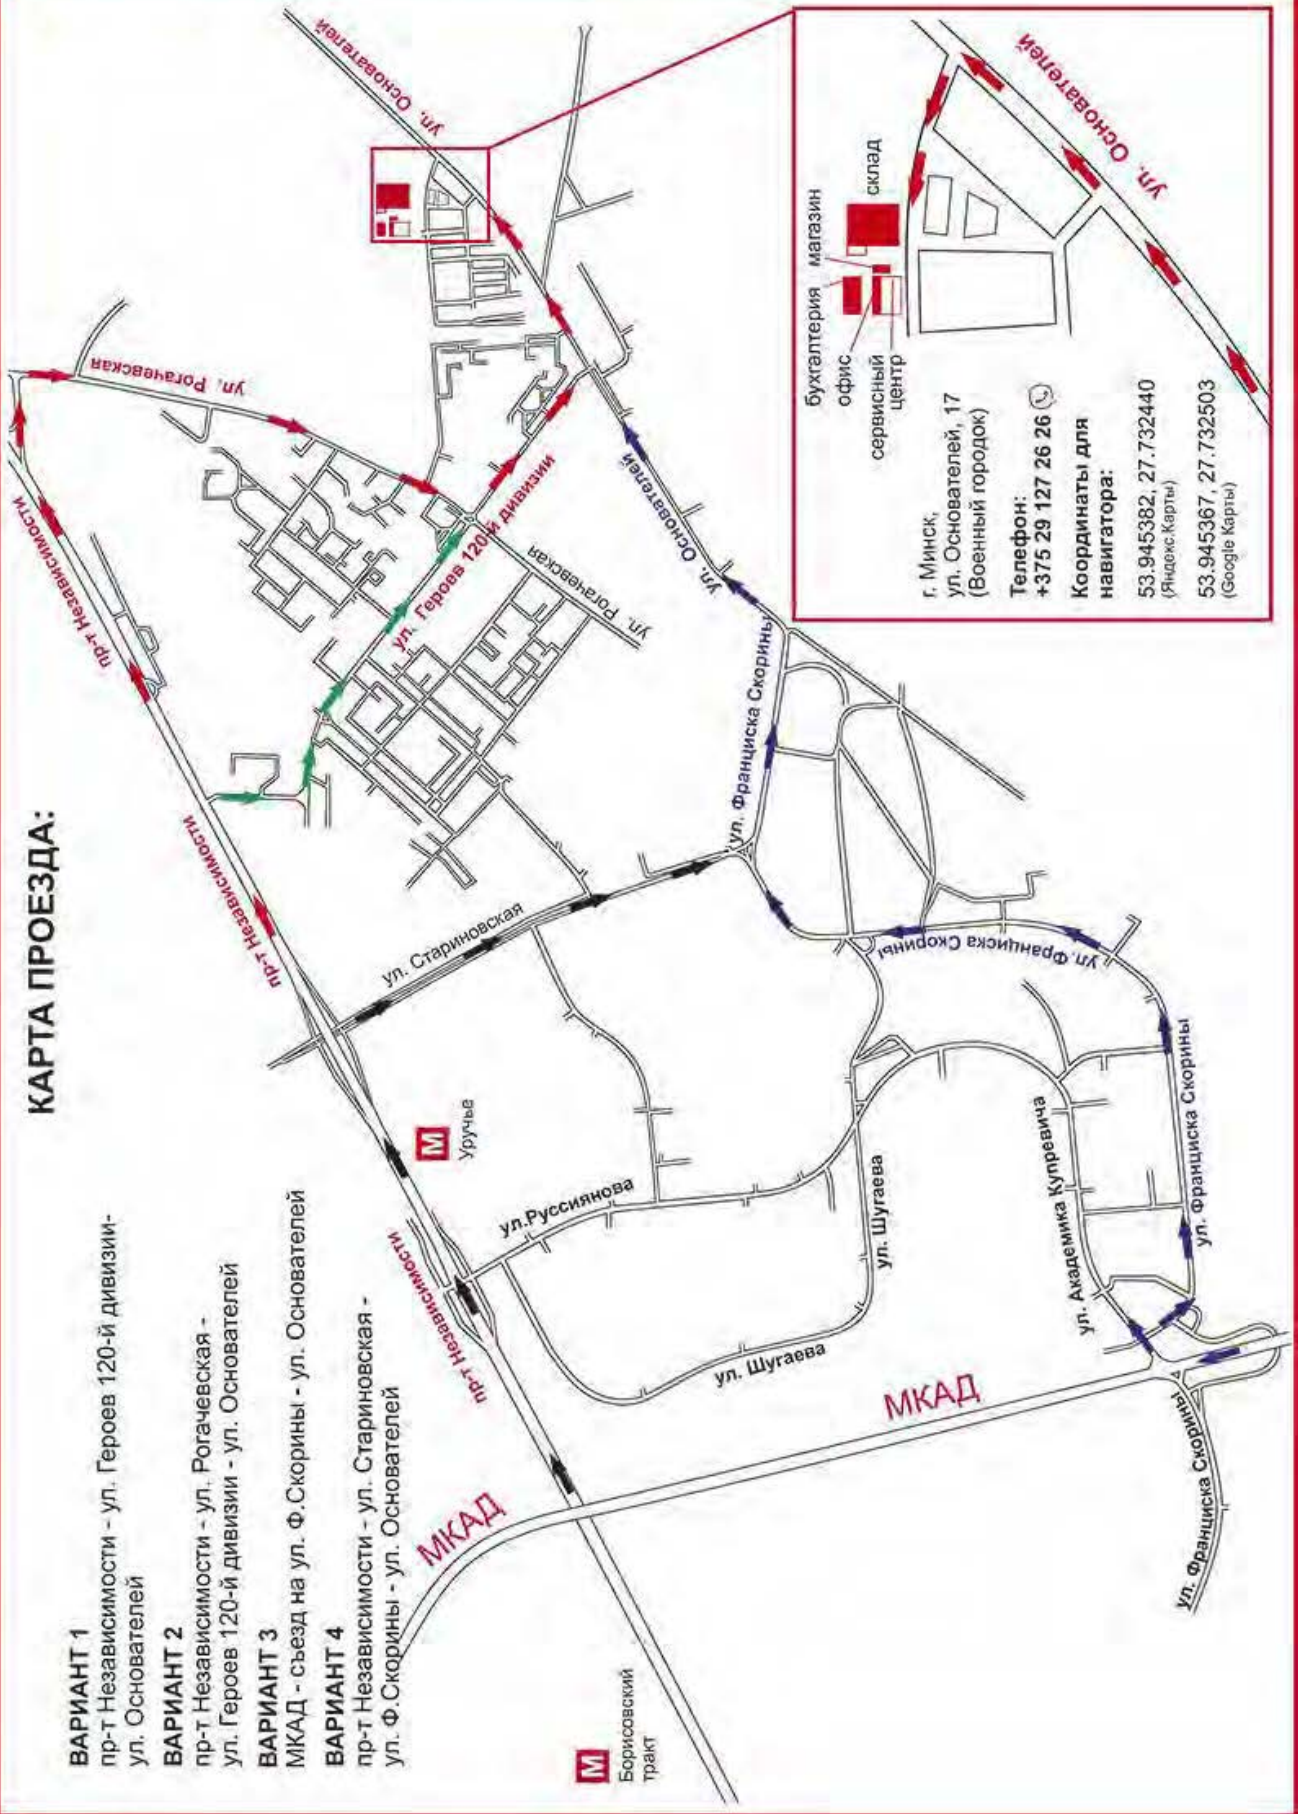 КАРТА ПРОЕЗДА:
ВАРИАНТ 1
пр-т Независимости - ул. Героев 120-й дивизии-
ул. Основателей
ВАРИАНТ 2
пр-т Независимости - ул. Рогачевская -
ул. Героев 120-й дивизии - ул. Основателей
ВАРИАНТ 3
МКАД - съезд на ул. Ф.Скорины - ул. Основателей
ВАРИАНТ 4
пр-т Независимости - ул. Стариновская -
ул. Ф.Скорины - ул. Основателей
М
Борисовский
тракт
МКАД
МКАД
пр-т Независимости
М
Уручье
пр-т Независимости
пр-т Независимости
пр-т Независимости
ул. Рогачевская
ул. Рогачевская
ул. Героев 120-й дивизии
ул. Стариновская
ул.Руссиянова
ул. Шугаева
ул. Шугаева
ул. Академика Купревича
ул. Франциска Скорины
ул. Франциска Скорины
ул.Франциска Скорины
ул. Франциска Скорины
ул. Основателей
ул. Основателей
бухгалтерия
магазин
офис
склад
сервисный
центр
ул. Основателей
г. Минск,
ул. Основателей, 17
(Военный городок)
Телефон:
+375 29 127 26 26
Координаты для
навигатора:
53.945382, 27.732440
(Яндекс.Карты)
53.945367, 27.732503
(Google Карты)